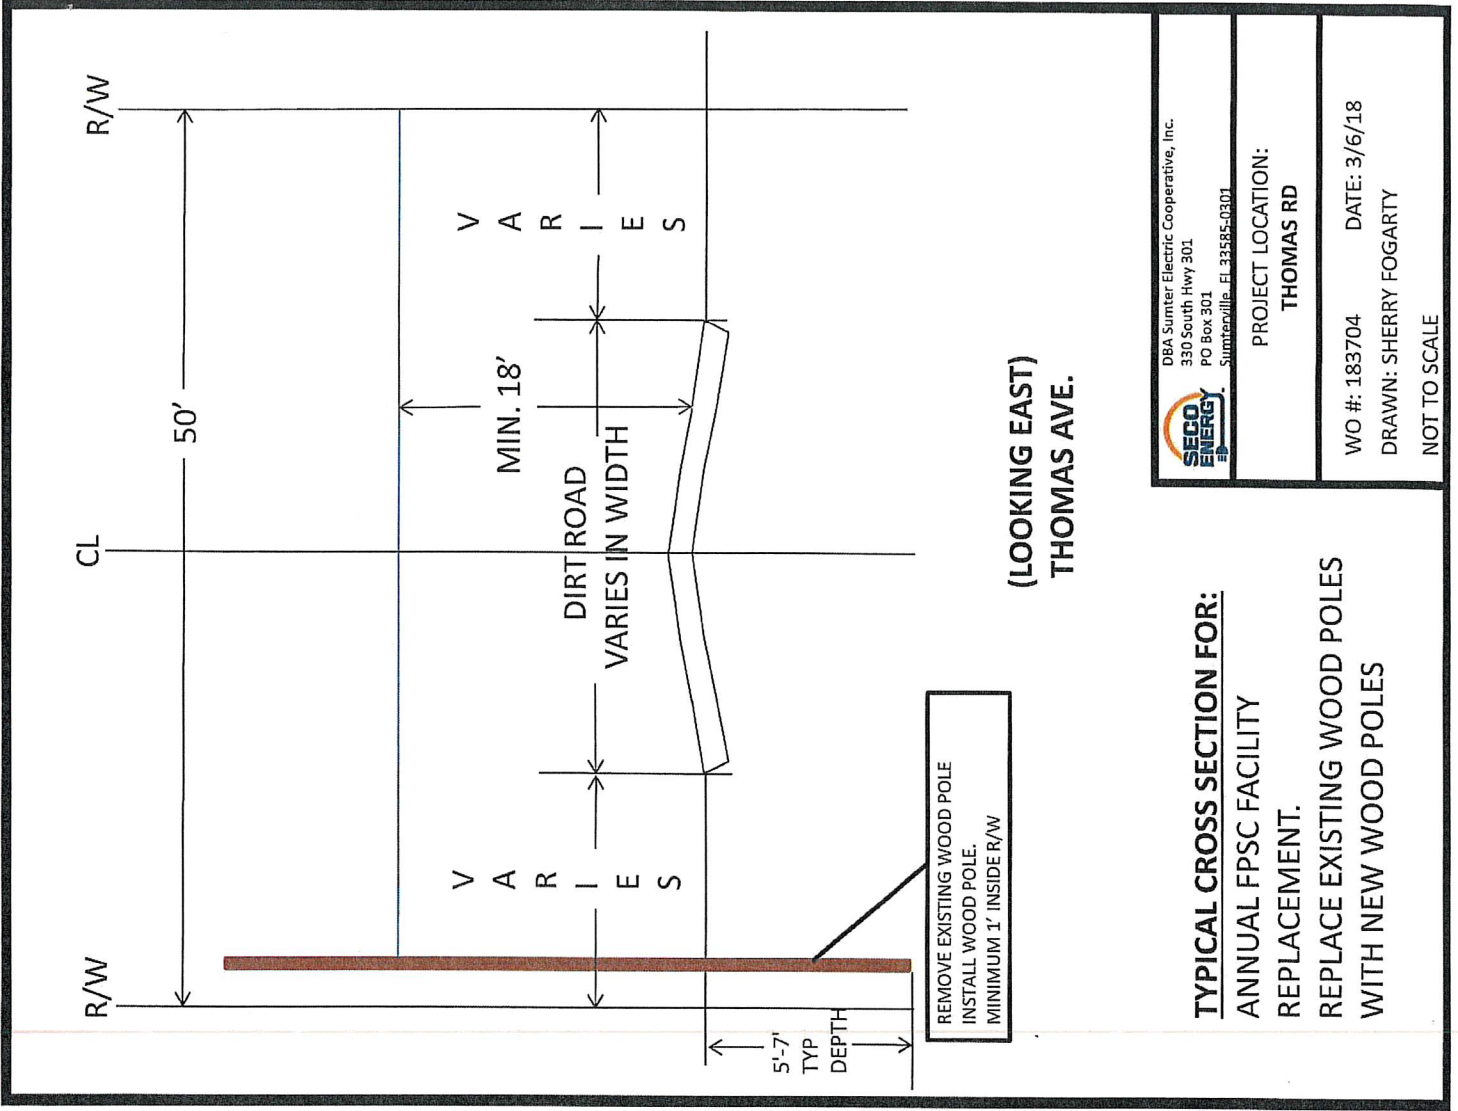 R/W
CL
R/W
50'
VARIES
DIRT ROAD
VARIES IN WIDTH
MIN. 18'
VARIES
5'-7'
TYP
DEPTH
REMOVE EXISTING WOOD POLE
INSTALL WOOD POLE.
MINIMUM 1' INSIDE R/W
(LOOKING EAST)
THOMAS AVE.
TYPICAL CROSS SECTION FOR:
ANNUAL FPSC FACILITY
REPLACEMENT.
REPLACE EXISTING WOOD POLES
WITH NEW WOOD POLES
SECO
ENERGY
DBA Sumter Electric Cooperative, Inc.
330 South Hwy 301
PO Box 301
Sumterville, FL 33585-0301
PROJECT LOCATION:
THOMAS RD
WO #: 183704 DATE: 3/6/18
DRAWN: SHERRY FOGARTY
NOT TO SCALE